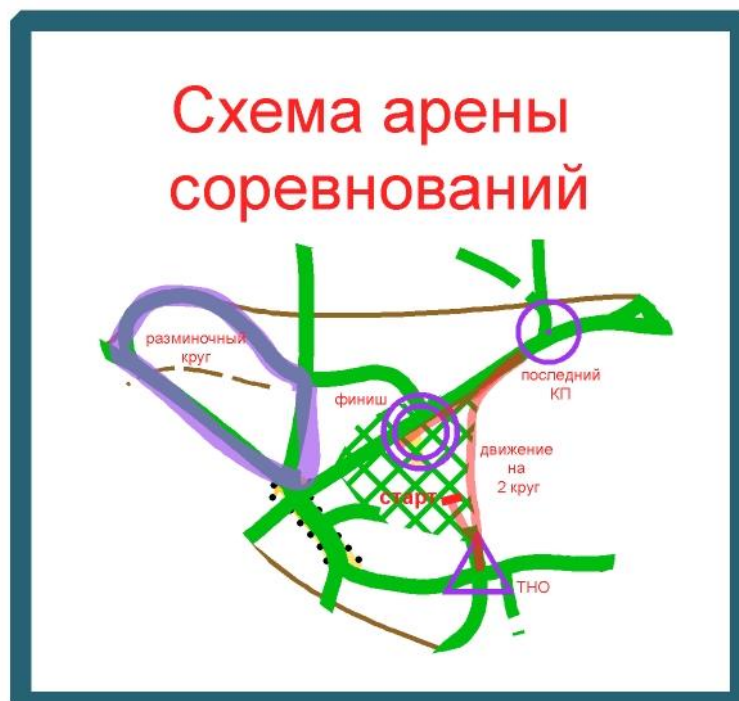 Схема арены
соревнований
разминочный
круг
последний
КП
финиш
движение
на
2 круг
старт
ТНО